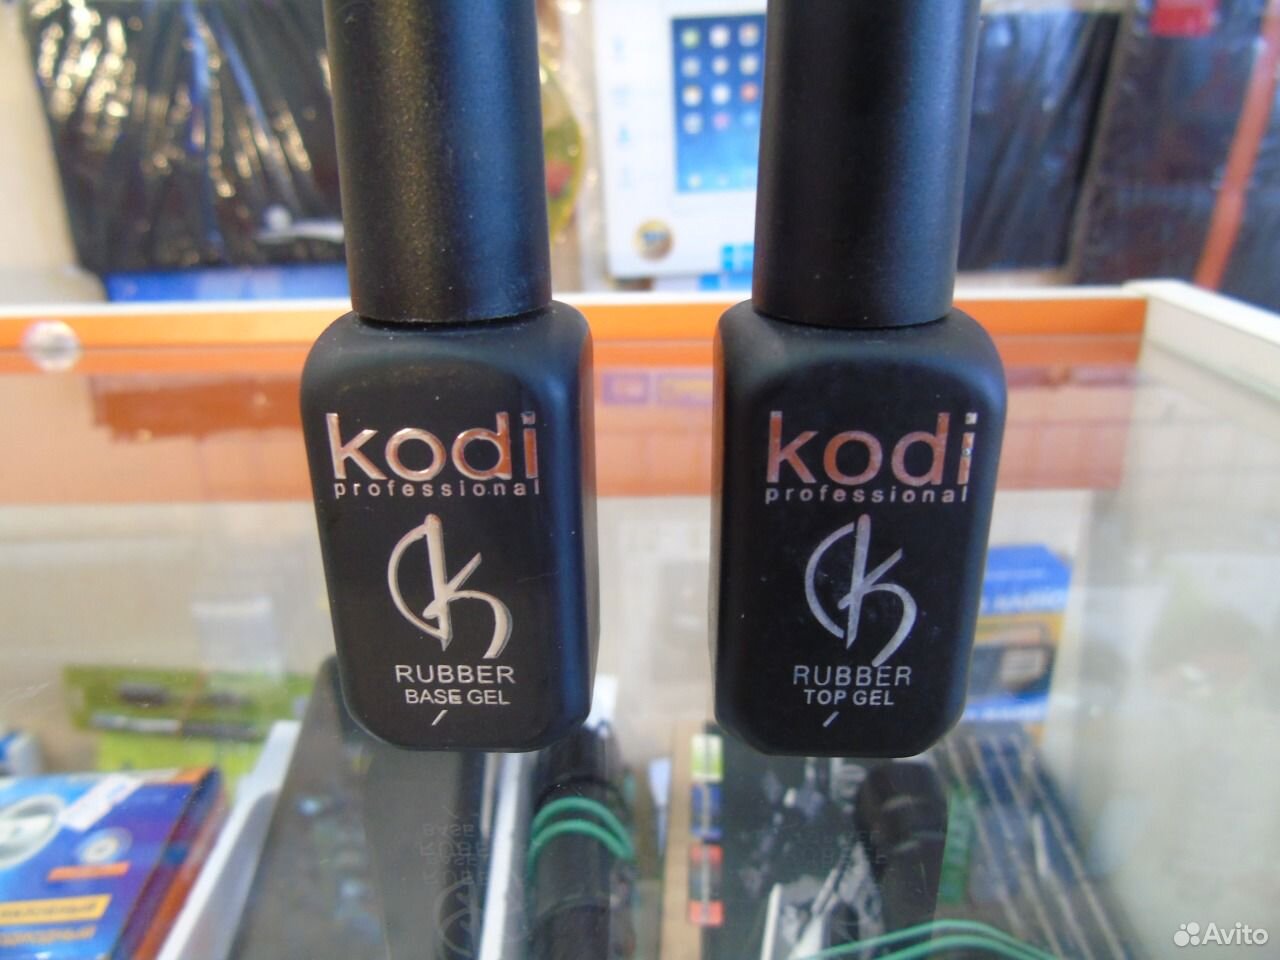 kodi
professional
RUBBER
BASE GEL
kodi
professional
RUBBER
TOP GEL
Avito